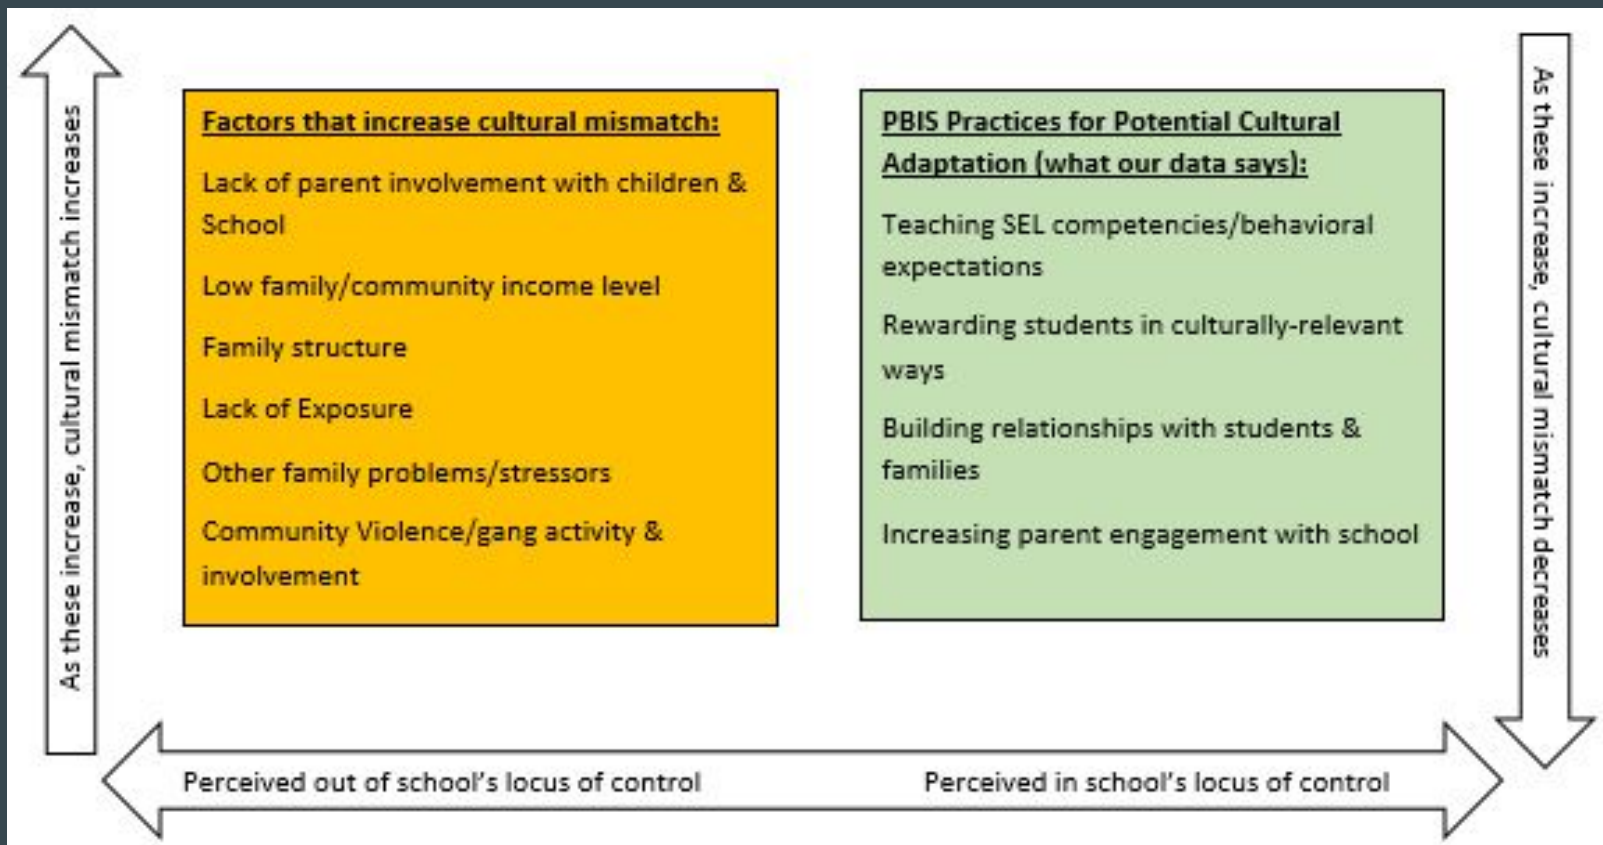 As these increase, cultural mismatch increases
Factors that increase cultural mismatch:
Lack of parent involvement with children &
School
Low family/community income level
Family structure
Lack of Exposure
Other family problems/stressors
Community Violence/gang activity &
involvement
PBIS Practices for Potential Cultural
Adaptation (what our data says):
Teaching SEL competencies/behavioral
expectations
Rewarding students in culturally-relevant
ways
Building relationships with students &
families
Increasing parent engagement with school
As these increase, cultural mismatch decreases
Perceived out of school's locus of control
Perceived in school's locus of control